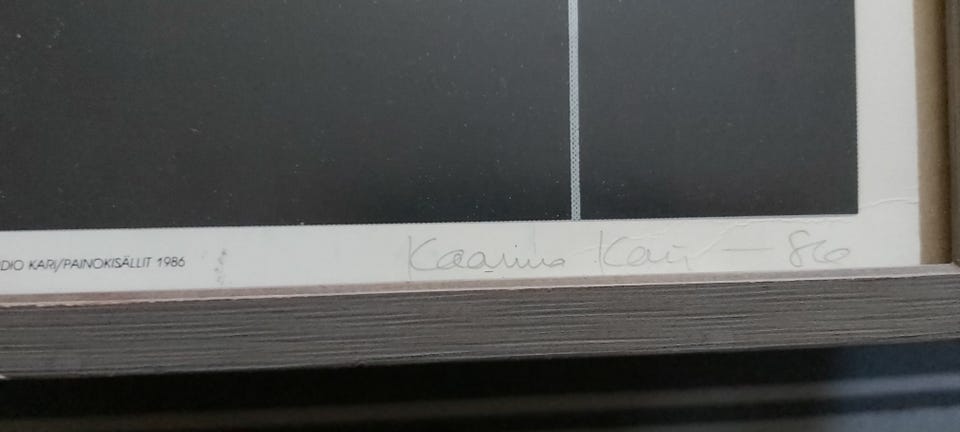 DIO KARI/PAINOKISÄLLIT 1986
Kaarina Kari - 86